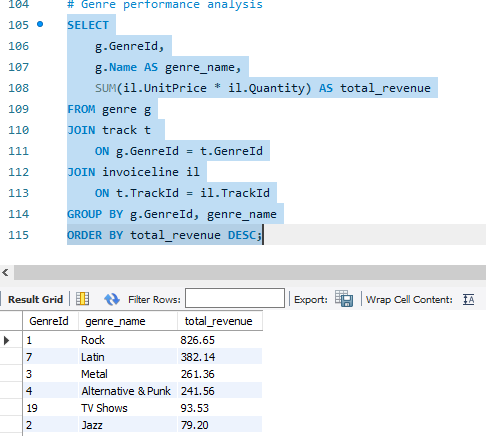 104 # Genre performance analysis
105 SELECT
106 g.GenreId,
107 g.Name AS genre_name,
108 SUM(il.UnitPrice * il.Quantity) AS total_revenue
109 FROM genre g
110 JOIN track t
111 ON g.GenreId = t.GenreId
112 JOIN invoiceline il
113 ON t.TrackId = il.TrackId
114 GROUP BY g.GenreId, genre_name
115 ORDER BY total_revenue DESC;
Result Grid Filter Rows: Export: Wrap Cell Content:
GenreId genre_name total_revenue
1 Rock 826.65
7 Latin 382.14
3 Metal 261.36
4 Alternative & Punk 241.56
19 TV Shows 93.53
2 Jazz 79.20